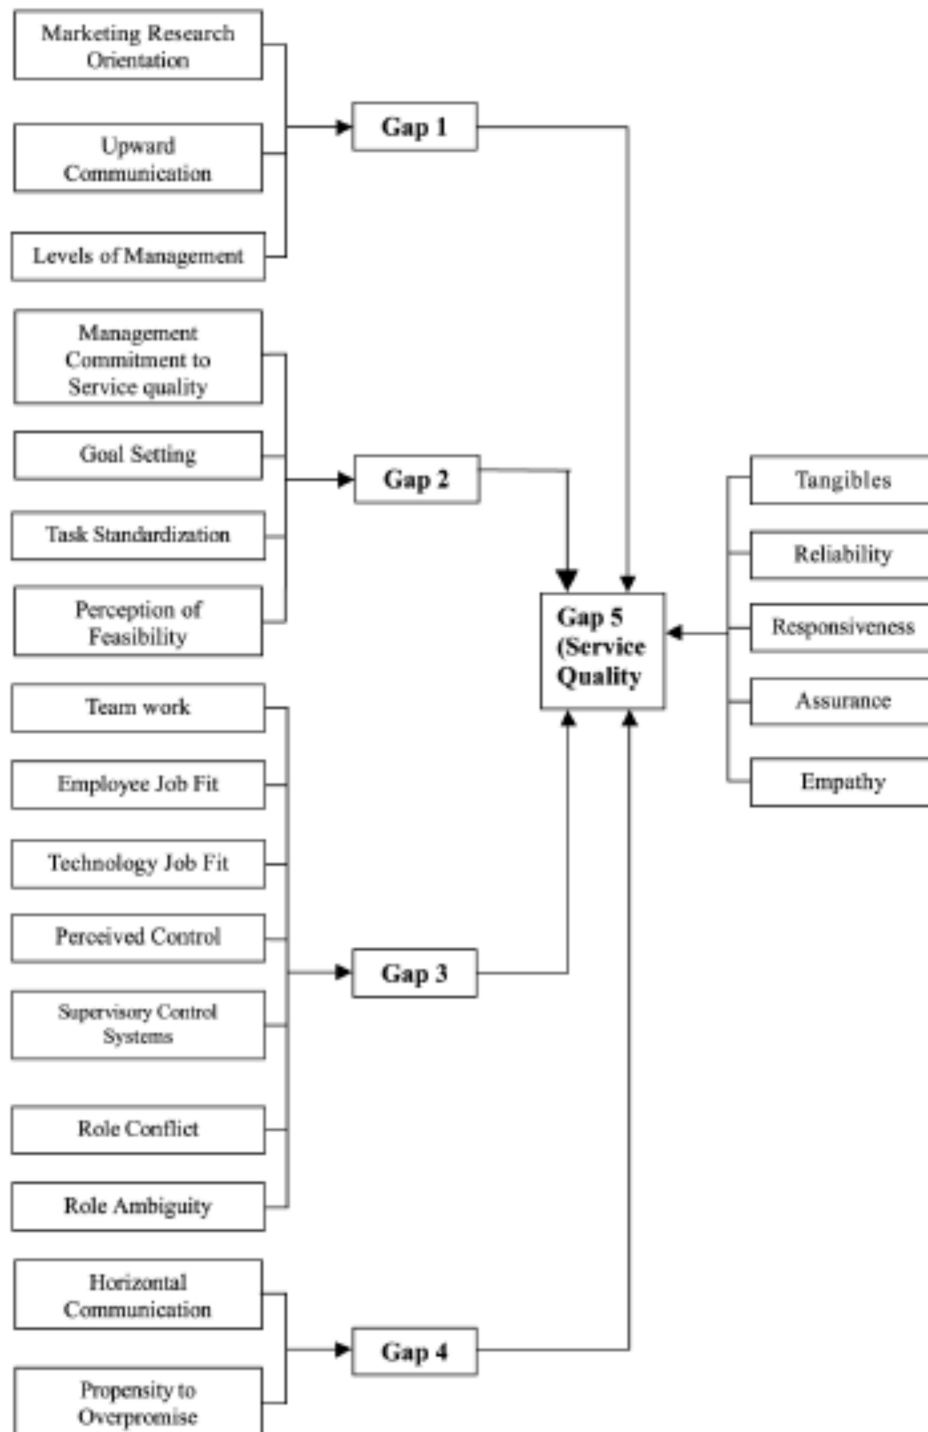 Marketing Research
Orientation
Upward
Communication
Levels of Management
Gap 1
Management
Commitment to
Service quality
Goal Setting
Task Standardization
Perception of
Feasibility
Gap 2
Team work
Employee Job Fit
Technology Job Fit
Perceived Control
Supervisory Control
Systems
Role Conflict
Role Ambiguity
Gap 3
Horizontal
Communication
Propensity to
Overpromise
Gap 4
Gap 5
(Service
Quality
Tangibles
Reliability
Responsiveness
Assurance
Empathy